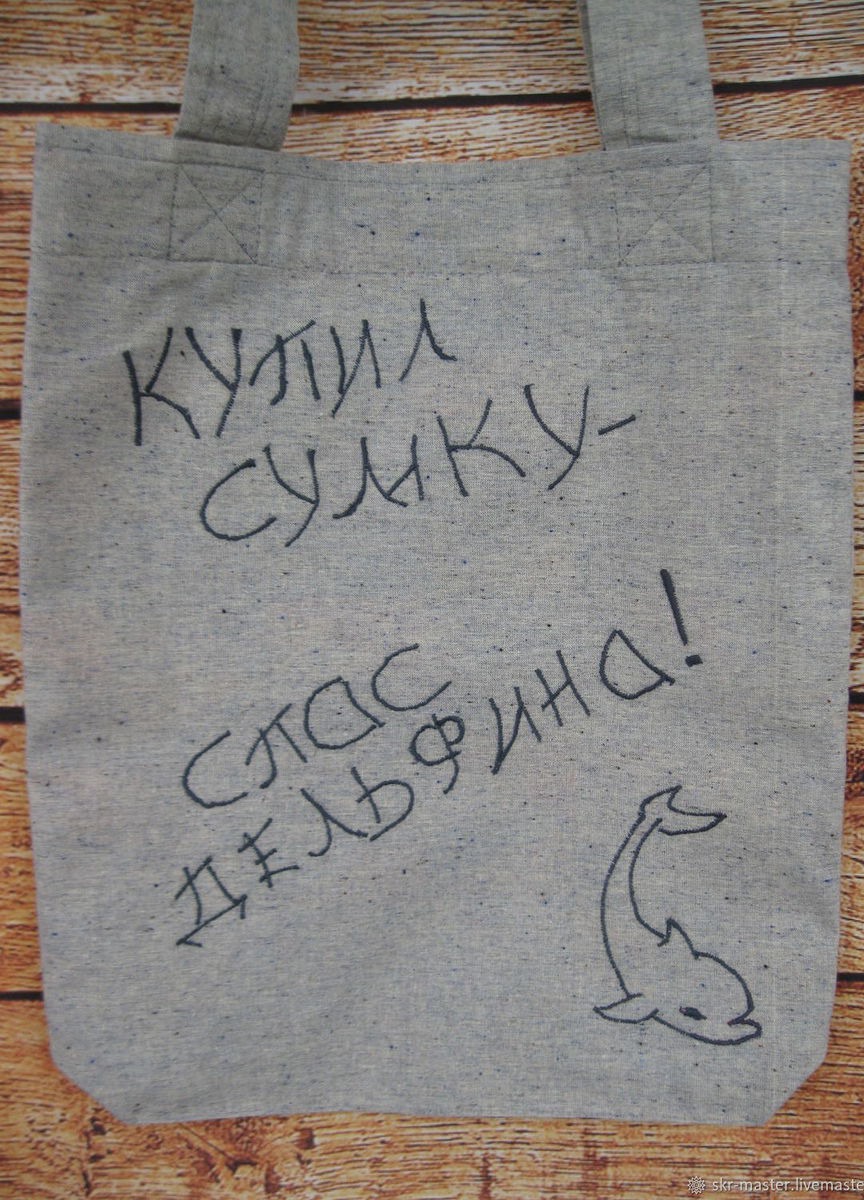 КУПИЛ
СУМКУ-
СПАС
ДЕЛЬФИНА!
skr-master.livemaste